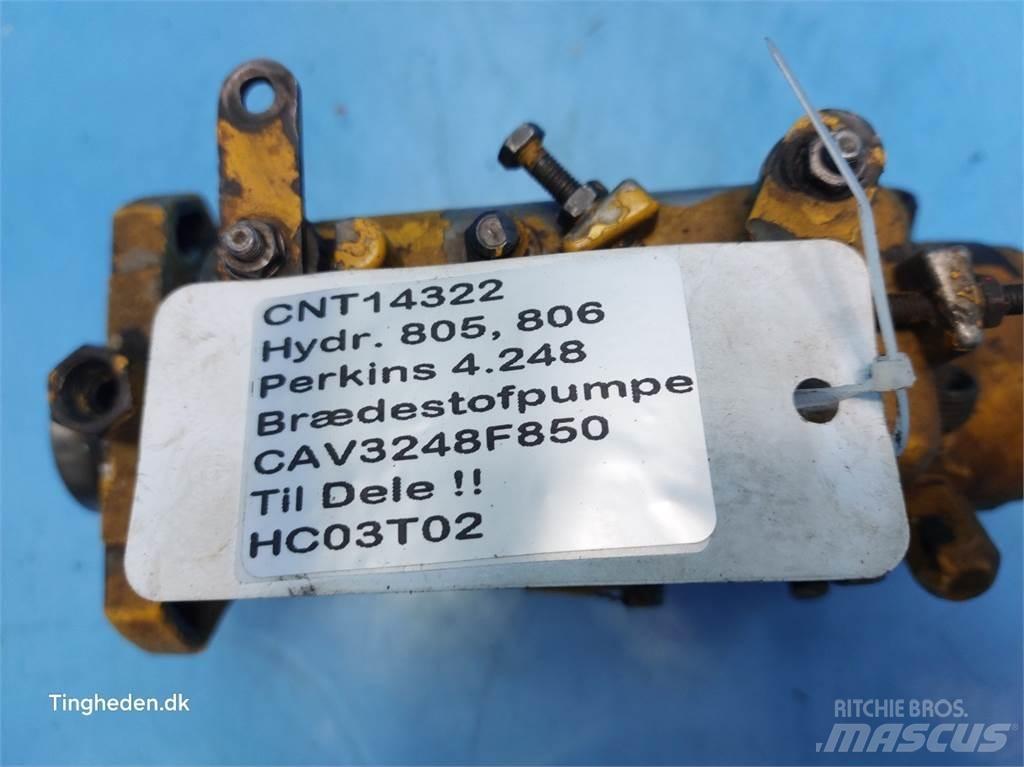 CNT14322
Hydr. 805, 806
Perkins 4.248
Brædestofpumpe
CAV3248F850
Til Dele !!
HC03T02
Tingheden.dk
RITCHIE BROS.
MASCUS